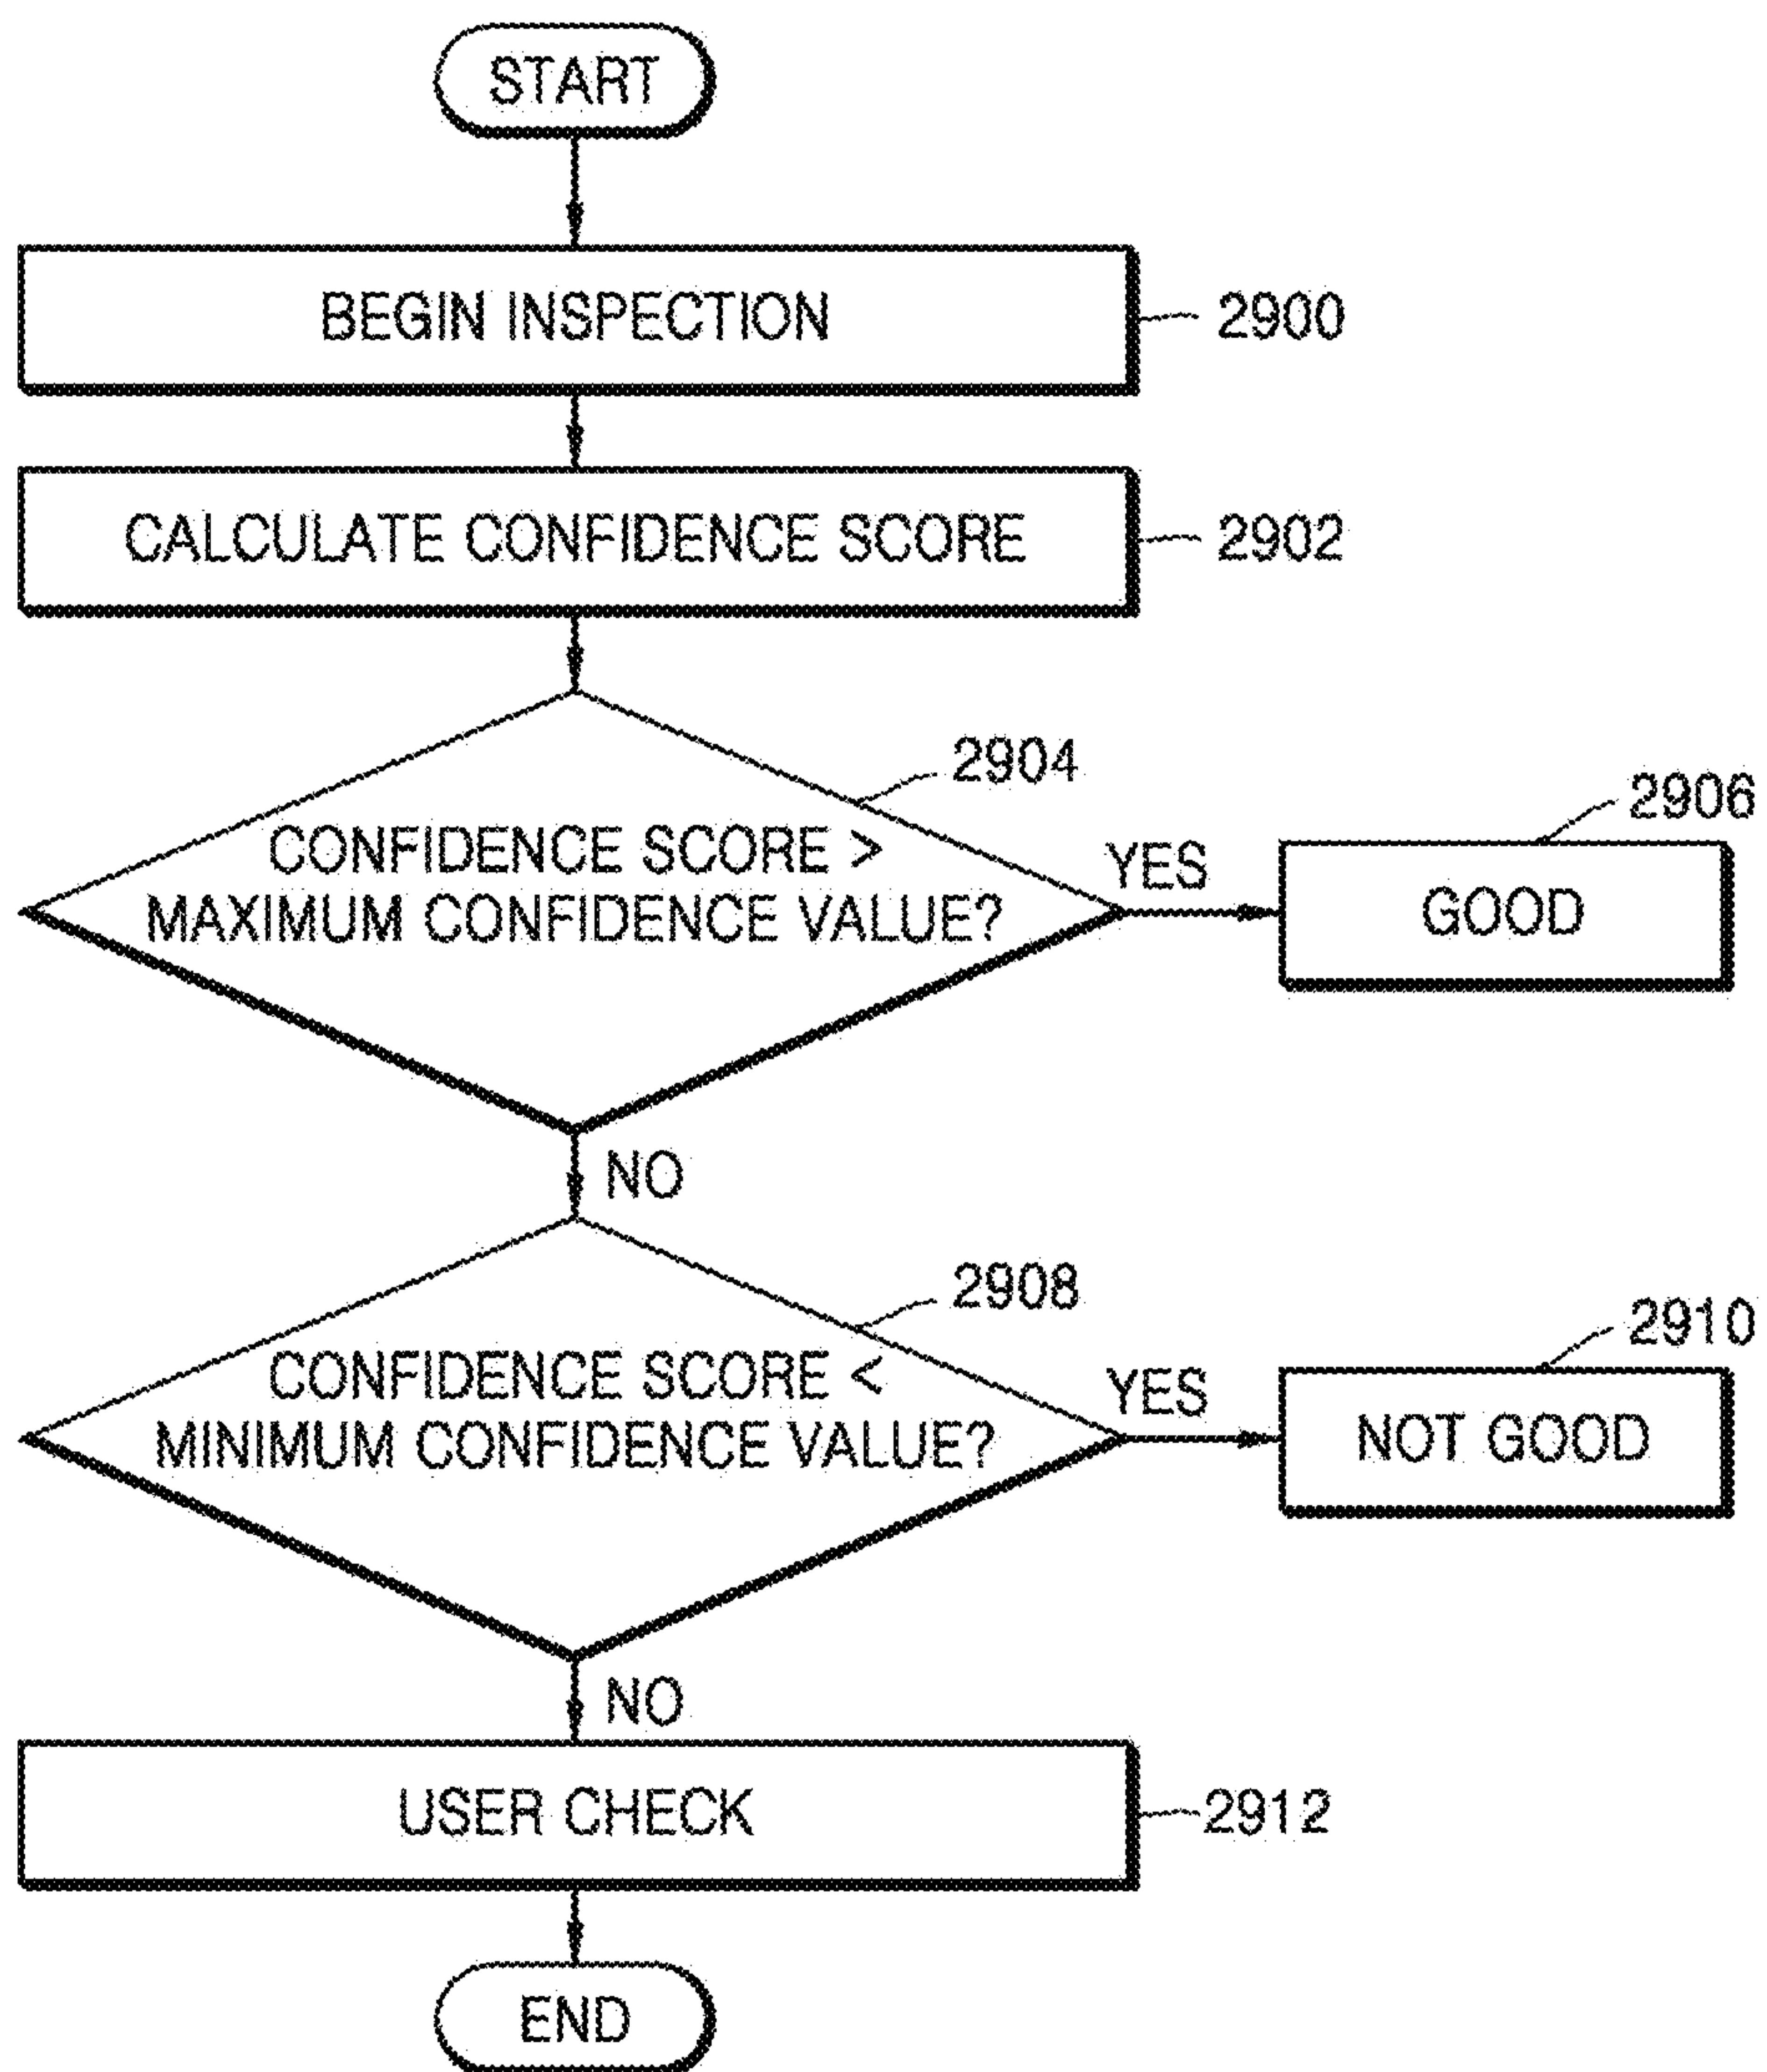 START
BEGIN INSPECTION
2900
CALCULATE CONFIDENCE SCORE
2902
2904
CONFIDENCE SCORE >
MAXIMUM CONFIDENCE VALUE?
YES
2906
GOOD
NO
2908
CONFIDENCE SCORE <
MINIMUM CONFIDENCE VALUE?
YES
2910
NOT GOOD
NO
USER CHECK
2912
END